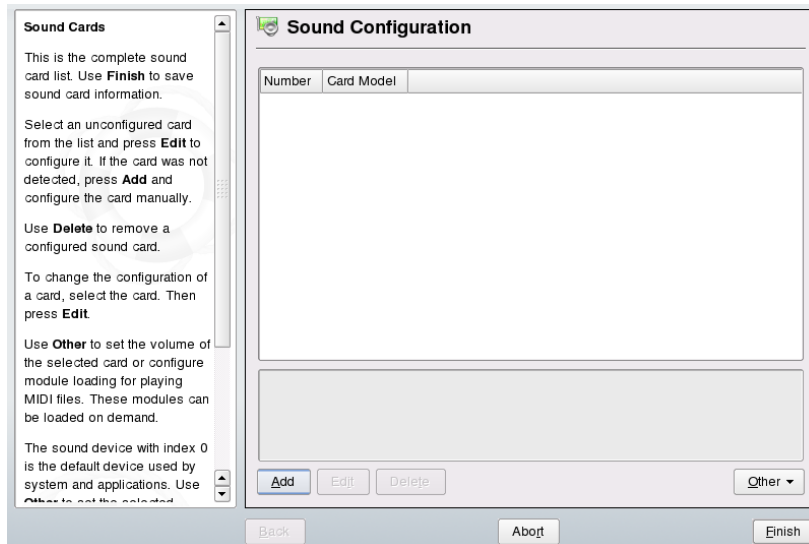 Sound Cards
This is the complete sound
card list. Use Finish to save
sound card information.
Select an unconfigured card
from the list and press Edit to
configure it. If the card was not
detected, press Add and
configure the card manually.
Use Delete to remove a
configured sound card.
To change the configuration of
a card, select the card. Then
press Edit.
Use Other to set the volume of
the selected card or configure
module loading for playing
MIDI files. These modules can
be loaded on demand.
The sound device with index 0
is the default device used by
system and applications. Use
Other to set the selected
Sound Configuration
Number Card Model
Add Edit Delete Other
Back Abort Finish